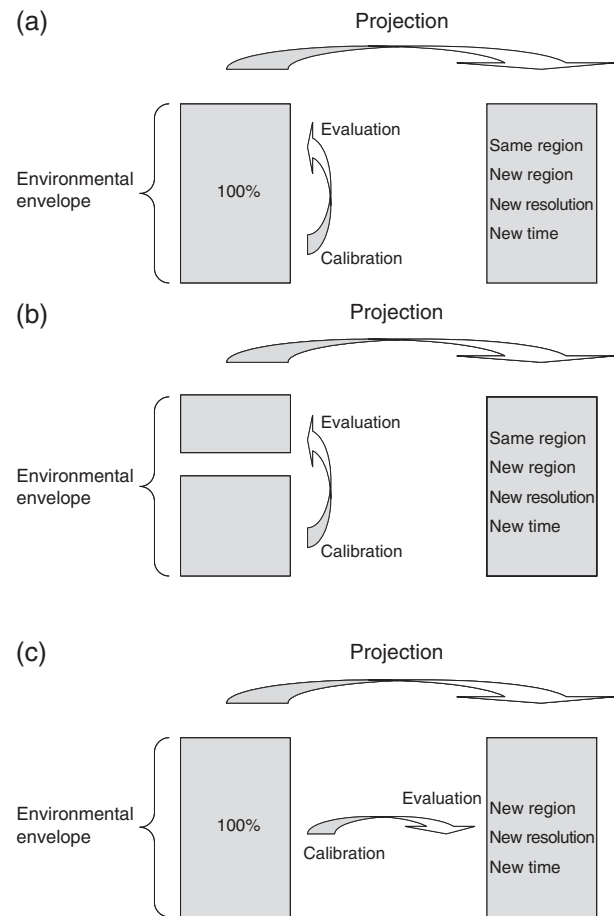 (a)
Projection
Environmental
envelope
100%
Evaluation
Calibration
Same region
New region
New resolution
New time
(b)
Projection
Environmental
envelope
Evaluation
Calibration
Same region
New region
New resolution
New time
(c)
Projection
Environmental
envelope
100%
Evaluation
Calibration
New region
New resolution
New time